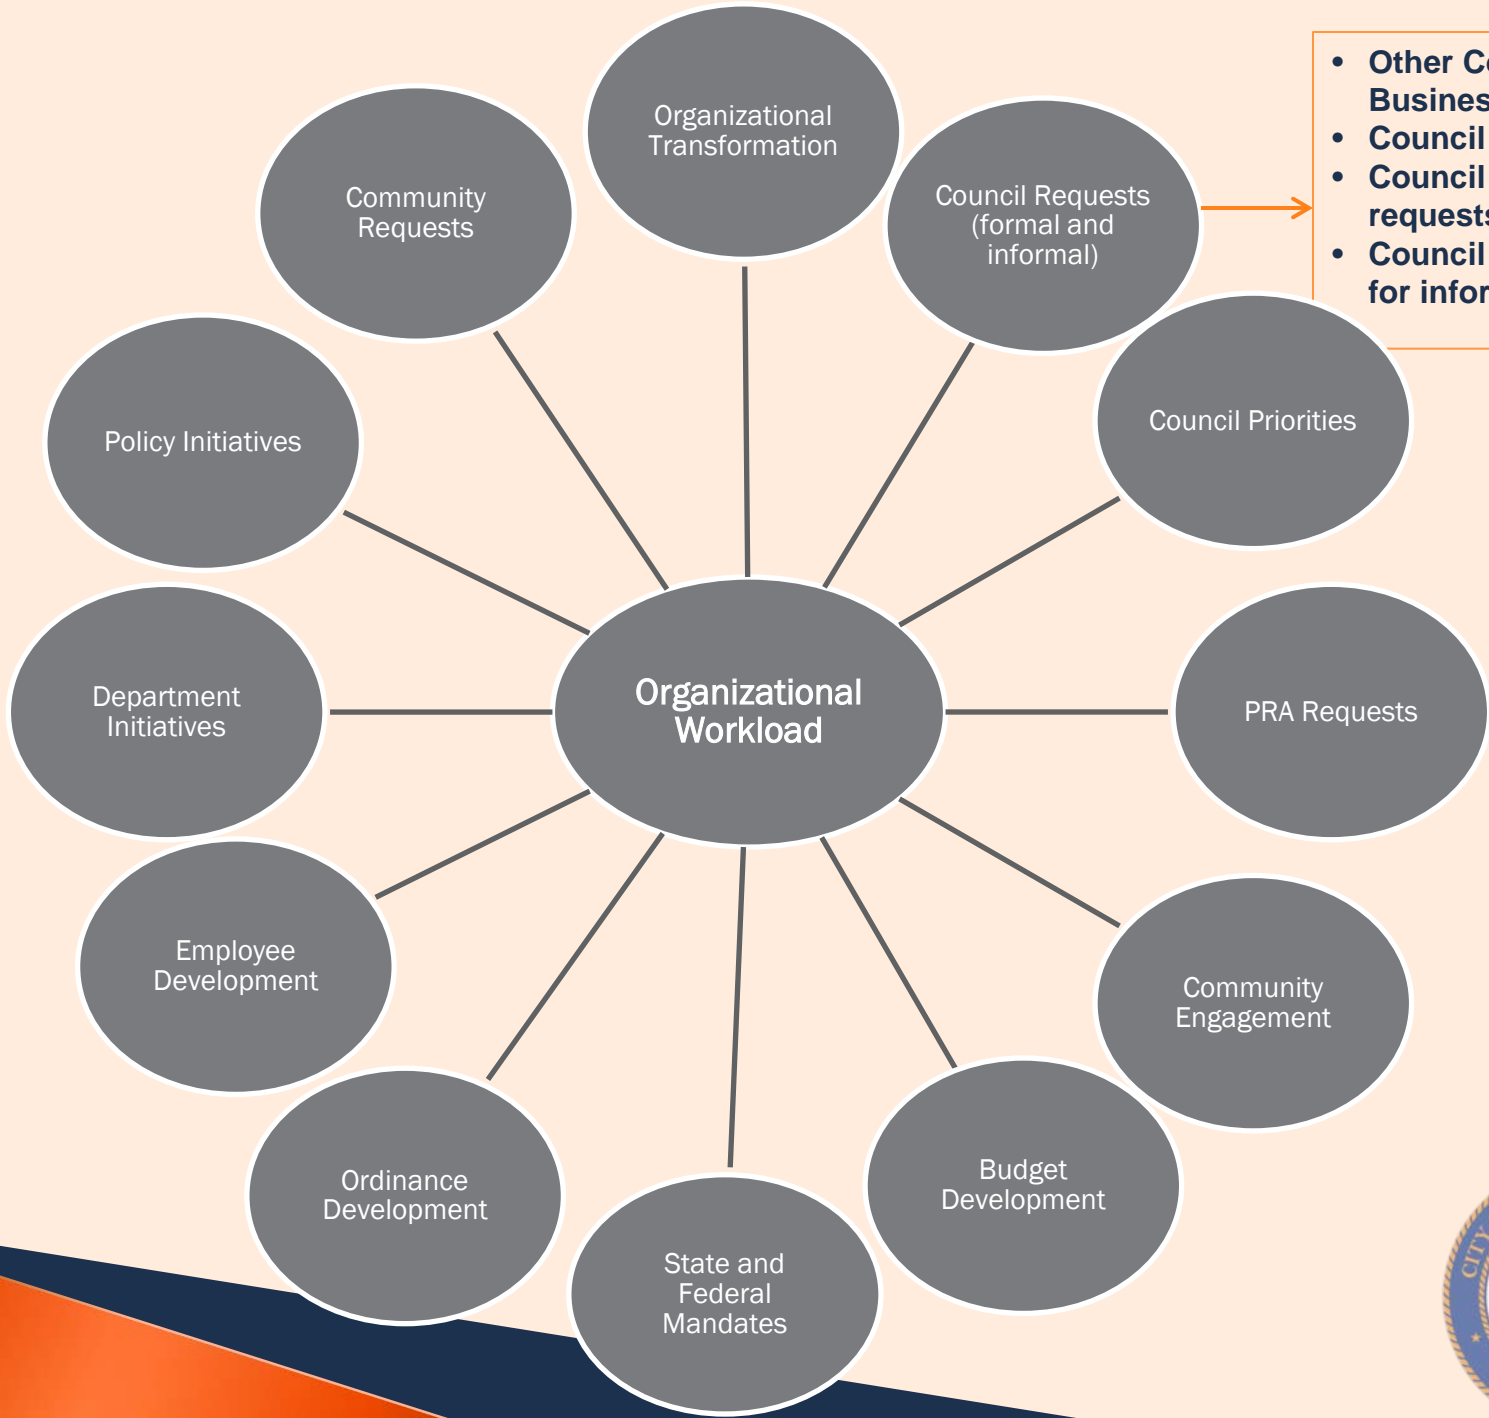 Organizational
Transformation
Council Requests
(formal and
informal)
• Other
• Council
• Council
• Council
for
Council Priorities
PRA Requests
Community
Engagement
Budget
Development
State and
Federal
Mandates
Ordinance
Development
Employee
Development
Department
Initiatives
Policy Initiatives
Community
Requests
Organizational
Workload
CITY